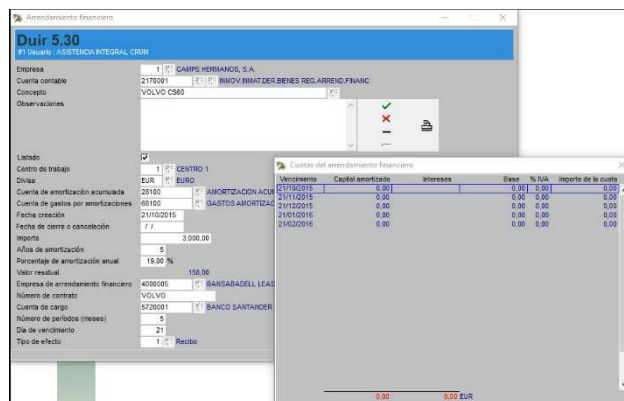 Arrendamiento financiero
Duir 5.30
#1 Usuario : ASISTENCIA INTEGRAL CRUM
Empresa 1 CAMPS HERMANOS, S.A.
Cuenta contable 2170001 INMOV.INMAT.DER.BIENES REG.ARREND.FINANC
Concepto VOLVO CS60
Observaciones
Listado
Centro de trabajo 1 CENTRO 1
Divisa EUR EURO
Cuenta de amortización acumulada 28100 AMORTIZACION ACUM
Cuenta de gastos por amortizaciones 68100 GASTOS AMORTIZAC
Fecha creación 21/10/2015
Fecha de cierre o cancelación / /
Importe 3.000,00
Años de amortización 5
Porcentaje de amortización anual 19,00 %
Valor residual 150,00
Empresa de arrendamiento financiero 4000005 BANSABADELL LEAS
Número de contrato VOLVO
Cuenta de cargo 5720001 BANCO SANTANDER
Número de períodos (meses) 5
Día de vencimiento 21
Tipo de efecto 1 Recibo
Cuotas del arrendamiento financiero
Vencimiento Capital amortizado Intereses Base % IVA Importe de la cuota
21/10/2015 0,00 0,00 0,00 0,00
21/11/2015 0,00 0,00 0,00 0,00
21/12/2015 0,00 0,00 0,00 0,00
21/01/2016 0,00 0,00 0,00 0,00
21/02/2016 0,00 0,00 0,00 0,00
0,00 0,00 EUR